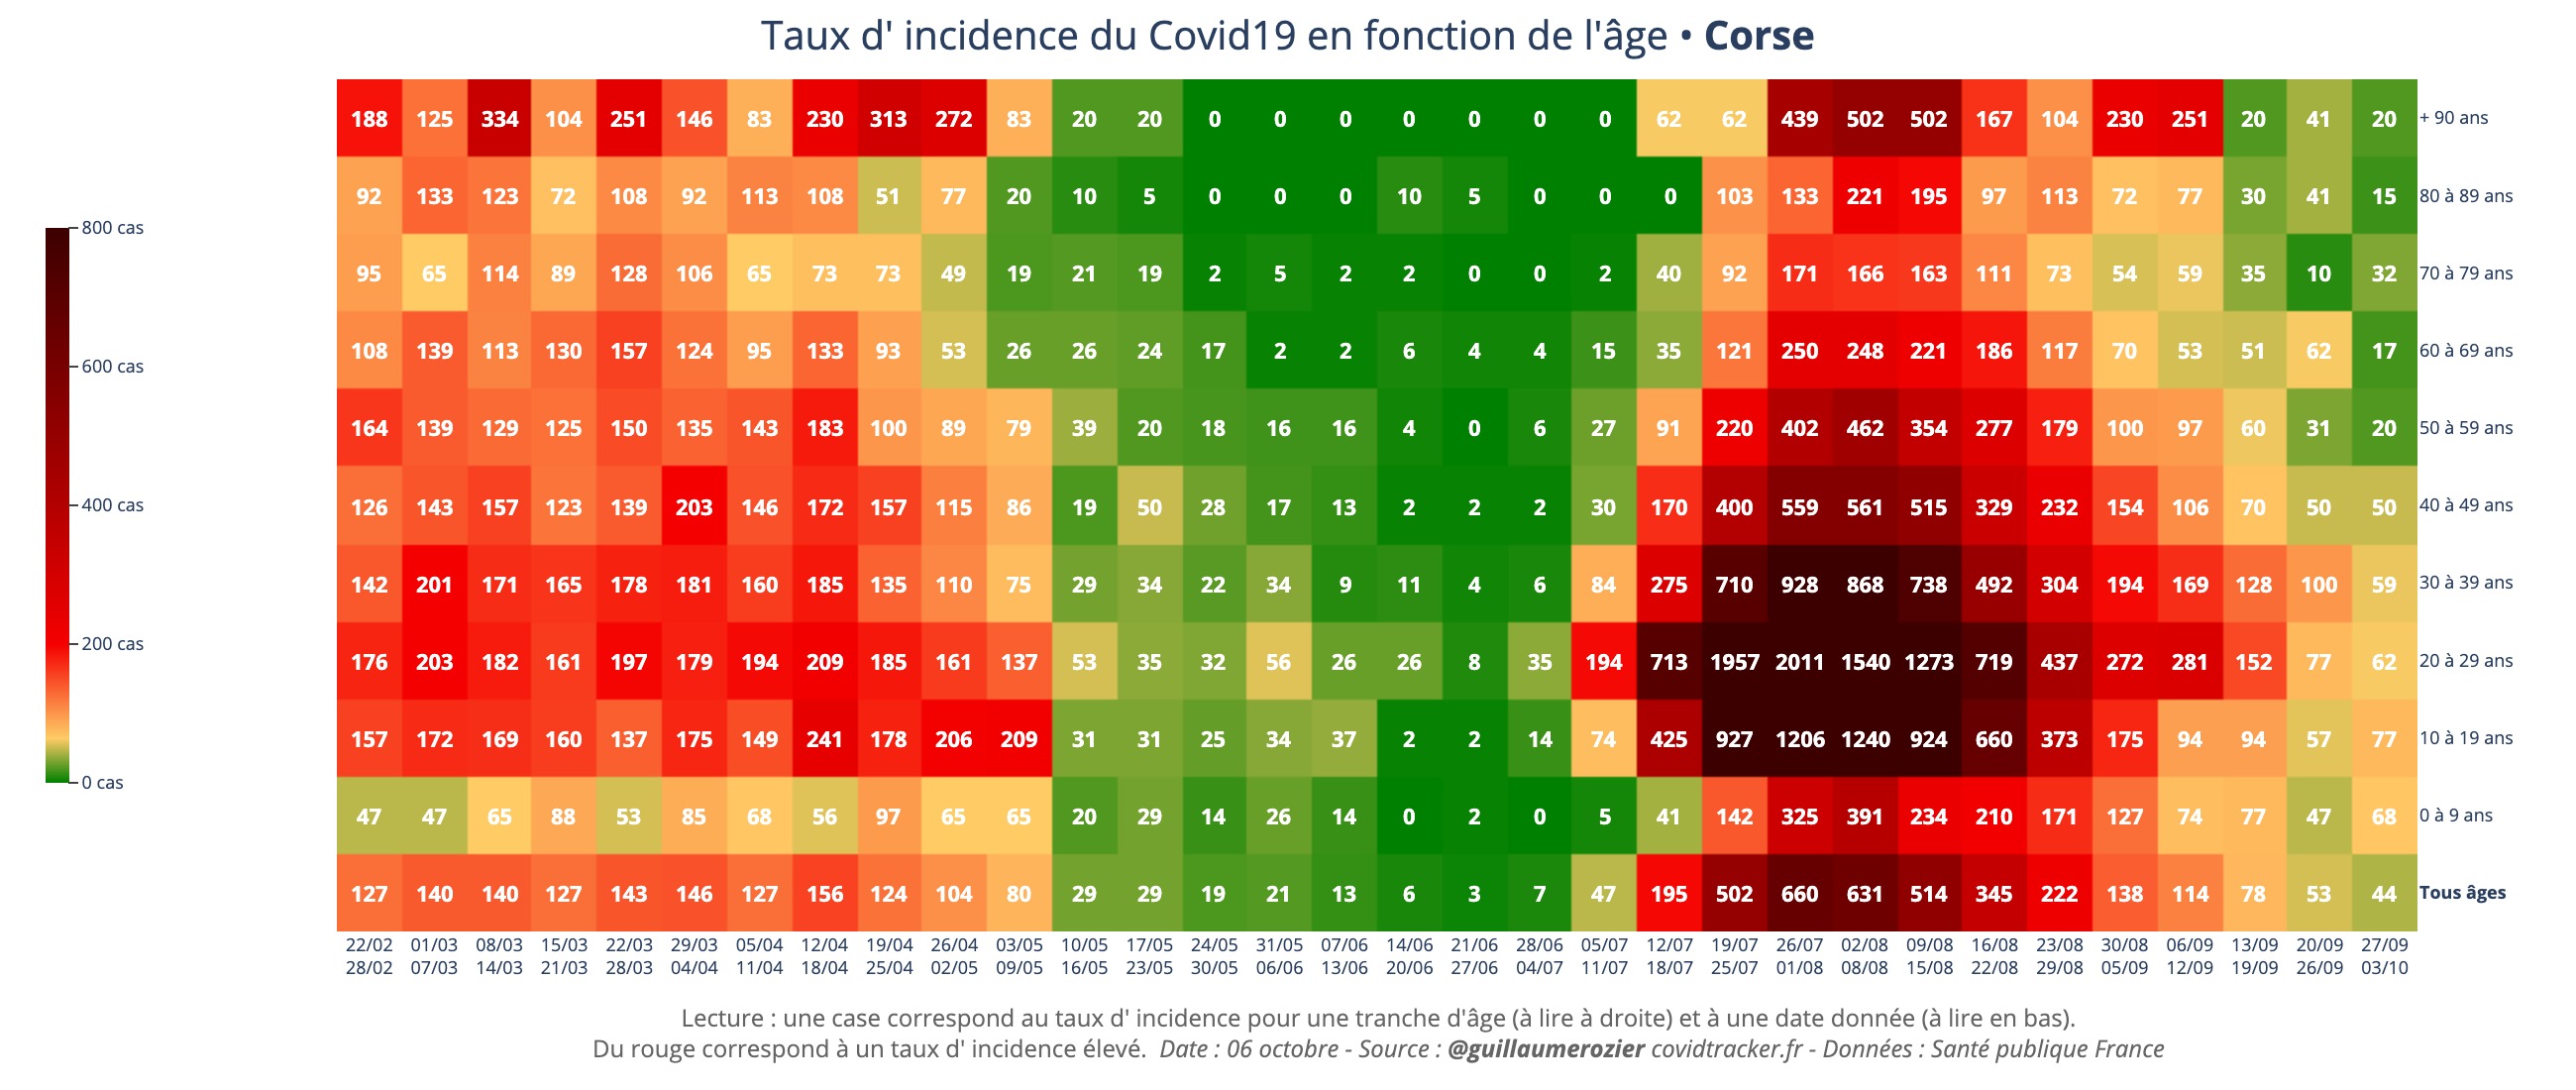 Taux d' incidence du Covid19 en fonction de l'âge • Corse
188 125 334 104 251 146 83 230 313 272 83 20 20 0 0 0 0 0 0 0 62 62 439 502 502 167 104 230 251 20 41 20 + 90 ans
92 133 123 72 108 92 113 108 51 77 20 10 5 0 0 0 10 5 0 0 0 103 133 221 195 97 113 72 77 30 41 15 80 à 89 ans
800 cas
95 65 114 89 128 106 65 73 73 49 19 21 19 2 5 2 2 0 0 2 40 92 171 166 163 111 73 54 59 35 10 32 70 à 79 ans
108 139 113 130 157 124 95 133 93 53 26 26 24 17 2 2 6 4 4 15 35 121 250 248 221 186 117 70 53 51 62 17 60 à 69 ans
600 cas
164 139 129 125 150 135 143 183 100 89 79 39 20 18 16 16 4 0 6 27 91 220 402 462 354 277 179 100 97 60 31 20 50 à 59 ans
400 cas
126 143 157 123 139 203 146 172 157 115 86 19 50 28 17 13 2 2 2 30 170 400 559 561 515 329 232 154 106 70 50 50 40 à 49 ans
142 201 171 165 178 181 160 185 135 110 75 29 34 22 34 9 11 4 6 84 275 710 928 868 738 492 304 194 169 128 100 59 30 à 39 ans
200 cas
176 203 182 161 197 179 194 209 185 161 137 53 35 32 56 26 26 8 35 194 713 1957 2011 1540 1273 719 437 272 281 152 77 62 20 à 29 ans
157 172 169 160 137 175 149 241 178 206 209 31 31 25 34 37 2 2 14 74 425 927 1206 1240 924 660 373 175 94 94 57 77 10 à 19 ans
0 cas
47 47 65 88 53 85 68 56 97 65 65 20 29 14 26 14 0 2 0 5 41 142 325 391 234 210 171 127 74 77 47 68 0 à 9 ans
127 140 140 127 143 146 127 156 124 104 80 29 29 19 21 13 6 3 7 47 195 502 660 631 514 345 222 138 114 78 53 44 Tous âges
22/02 01/03 08/03 15/03 22/03 29/03 05/04 12/04 19/04 26/04 03/05 10/05 17/05 24/05 31/05 07/06 14/06 21/06 28/06 05/07 12/07 19/07 26/07 02/08 09/08 16/08 23/08 30/08 06/09 13/09 20/09 27/09
28/02 07/03 14/03 21/03 28/03 04/04 11/04 18/04 25/04 02/05 09/05 16/05 23/05 30/05 06/06 13/06 20/06 27/06 04/07 11/07 18/07 25/07 01/08 08/08 15/08 22/08 29/08 05/09 12/09 19/09 26/09 03/10
Lecture : une case correspond au taux d' incidence pour une tranche d'âge (à lire à droite) et à une date donnée (à lire en bas).
Du rouge correspond à un taux d' incidence élevé. Date : 06 octobre - Source : @guillaumerozier covidtracker.fr - Données : Santé publique France